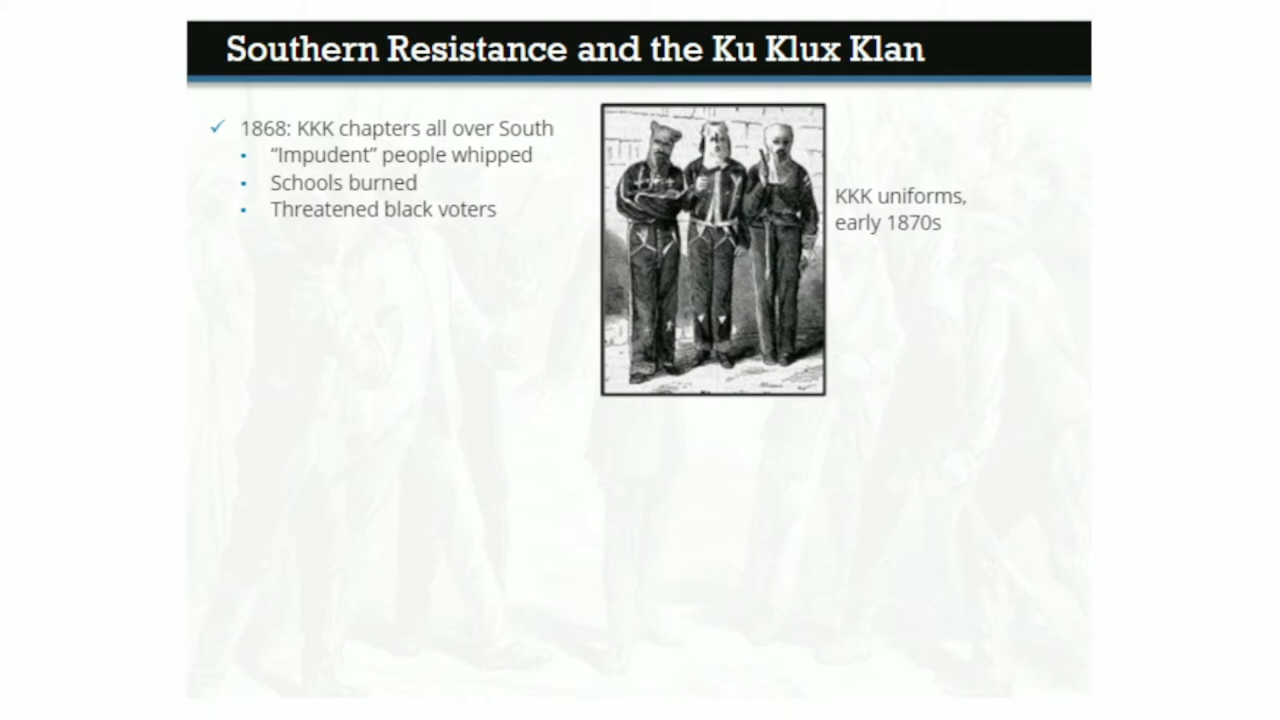 Southern Resistance and the Ku Klux Klan
✓ 1868: KKK chapters all over South
• “Impudent” people whipped
• Schools burned
• Threatened black voters
KKK uniforms,
early 1870s